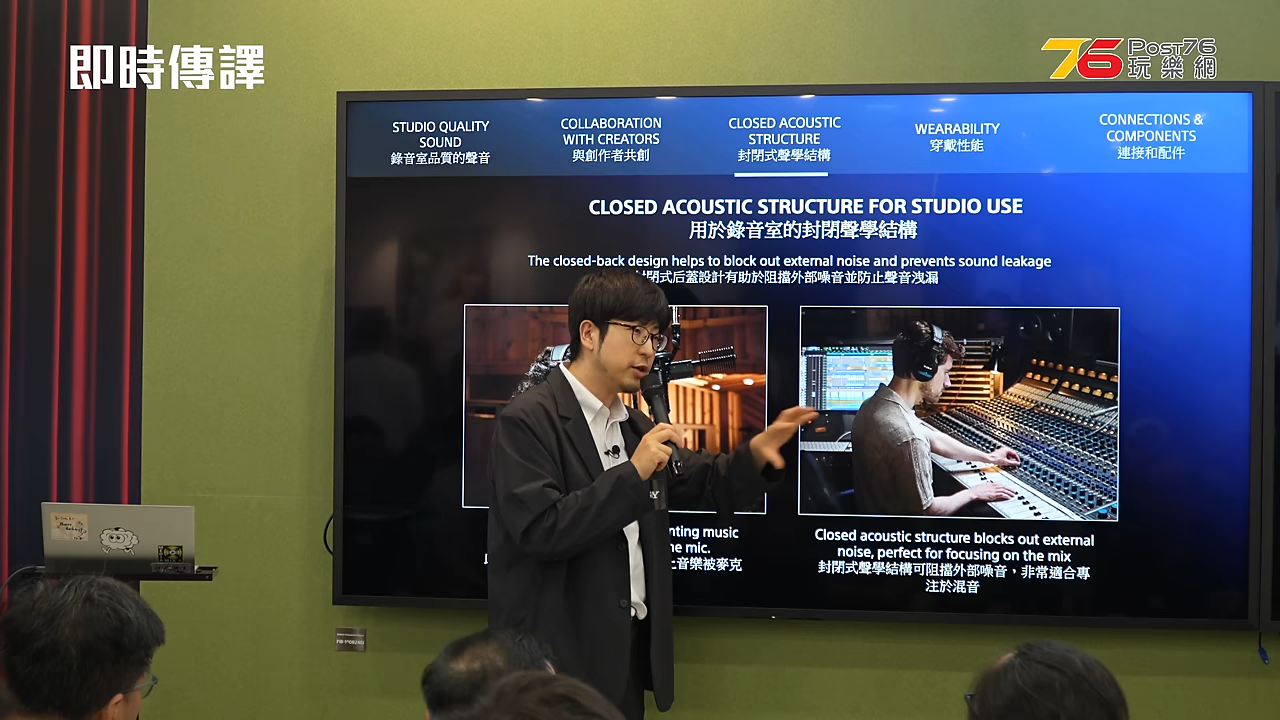 即時傳譯
76 POST76
玩樂網
STUDIO QUALITY
SOUND
錄音室品質的聲音
COLLABORATION
WITH CREATORS
與創作者共創
CLOSED ACOUSTIC
STRUCTURE
封閉式聲學結構
WEARABILITY
穿戴性能
CONNECTIONS &
COMPONENTS
連接和配件
CLOSED ACOUSTIC STRUCTURE FOR STUDIO USE
用於錄音室的封閉聲學結構
The closed-back design helps to block out external noise and prevents sound leakage
閉式后蓋設計有助於阻擋外部噪音並防止聲音洩漏
nting music
e mic.
音樂被麥克
Closed acoustic structure blocks out external
noise, perfect for focusing on the mix
封閉式聲學結構可阻擋外部噪音，非常適合專
注於混音